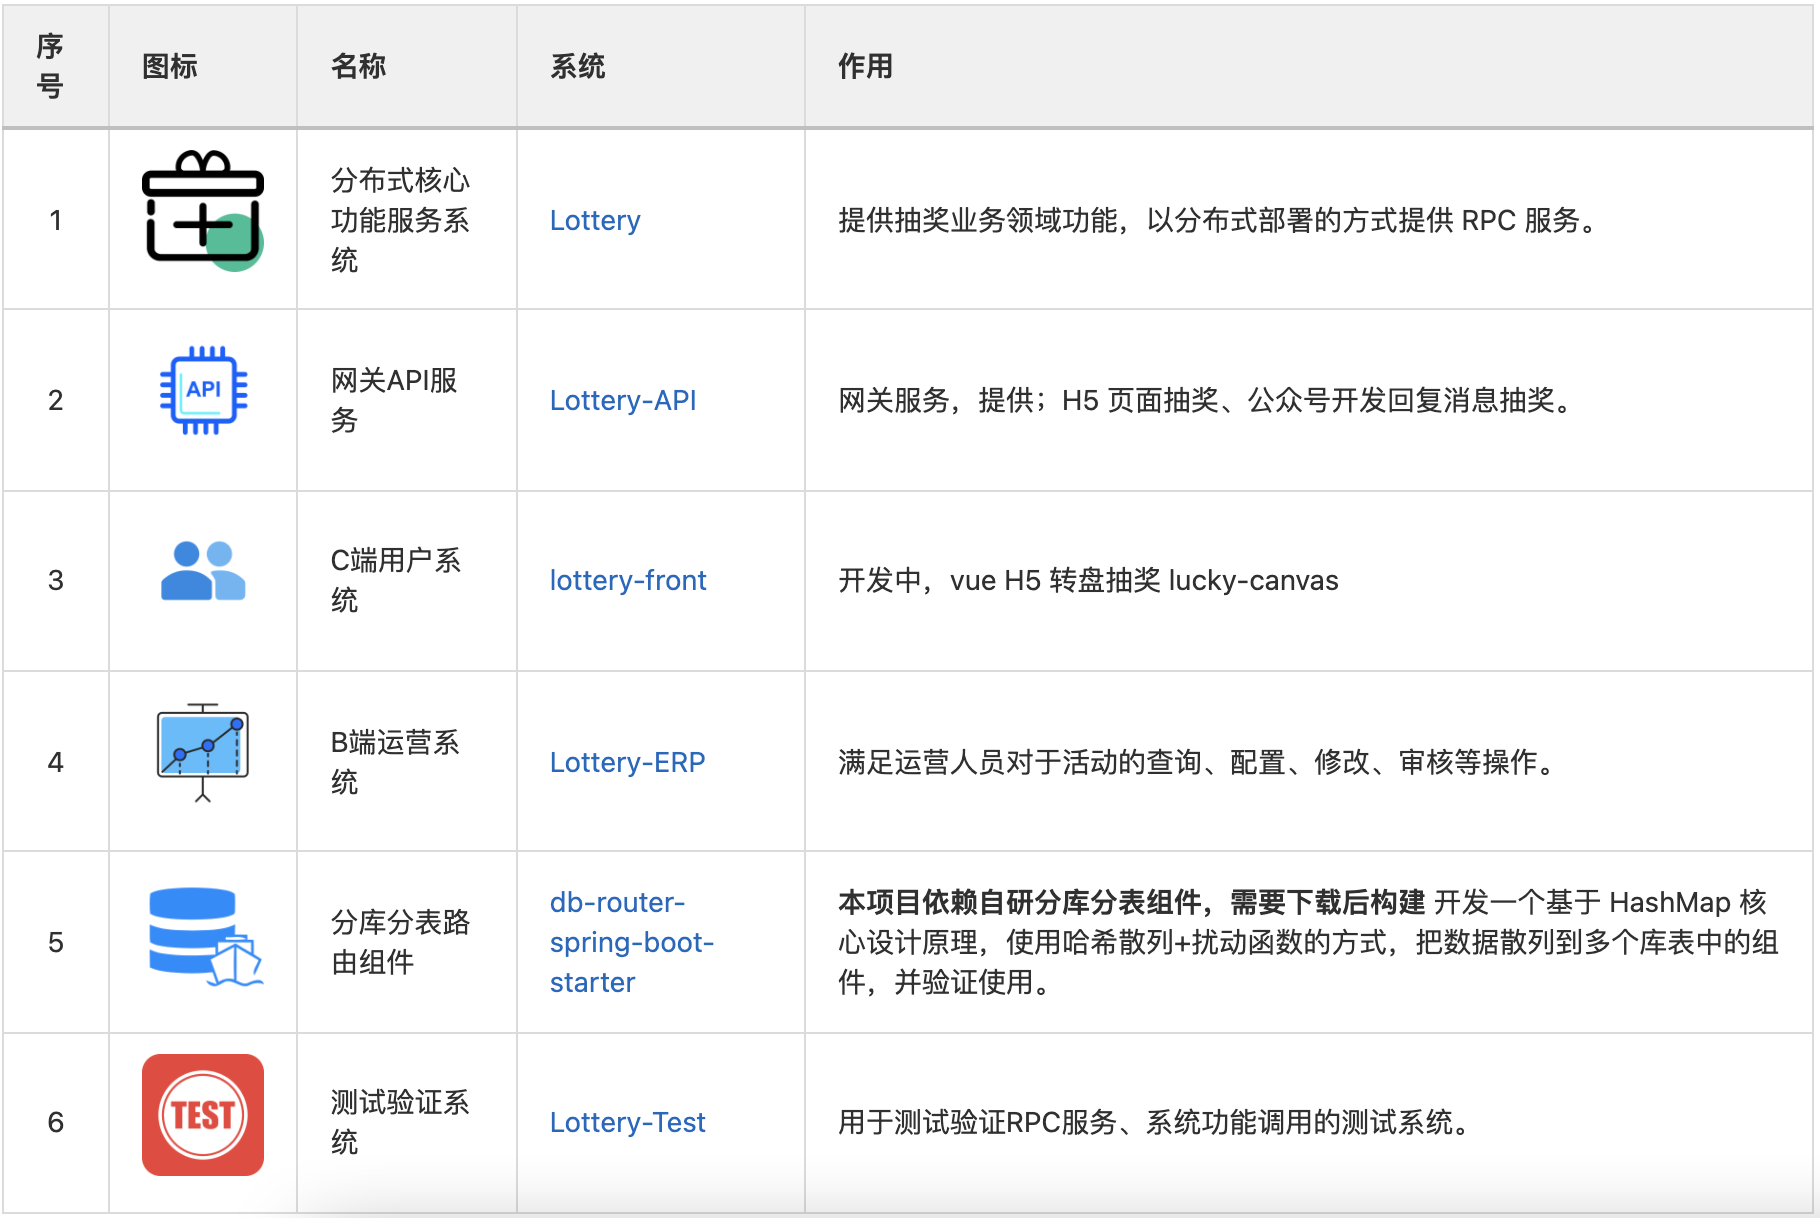 序
号
图标
名称
系统
作用
1
分布式核心
功能服务系
统
Lottery
提供抽奖业务领域功能，以分布式部署的方式提供 RPC 服务。
2
API
网关API服
务
Lottery-API
网关服务，提供；H5 页面抽奖、公众号开发回复消息抽奖。
3
C端用户系
统
lottery-front
开发中，vue H5 转盘抽奖 lucky-canvas
4
B端运营系
统
Lottery-ERP
满足运营人员对于活动的查询、配置、修改、审核等操作。
5
分库分表路
由组件
db-router-
spring-boot-
starter
本项目依赖自研分库分表组件，需要下载后构建 开发一个基于 HashMap 核
心设计原理，使用哈希散列+扰动函数的方式，把数据散列到多个库表中的组
件，并验证使用。
6
TEST
测试验证系
统
Lottery-Test
用于测试验证RPC服务、系统功能调用的测试系统。